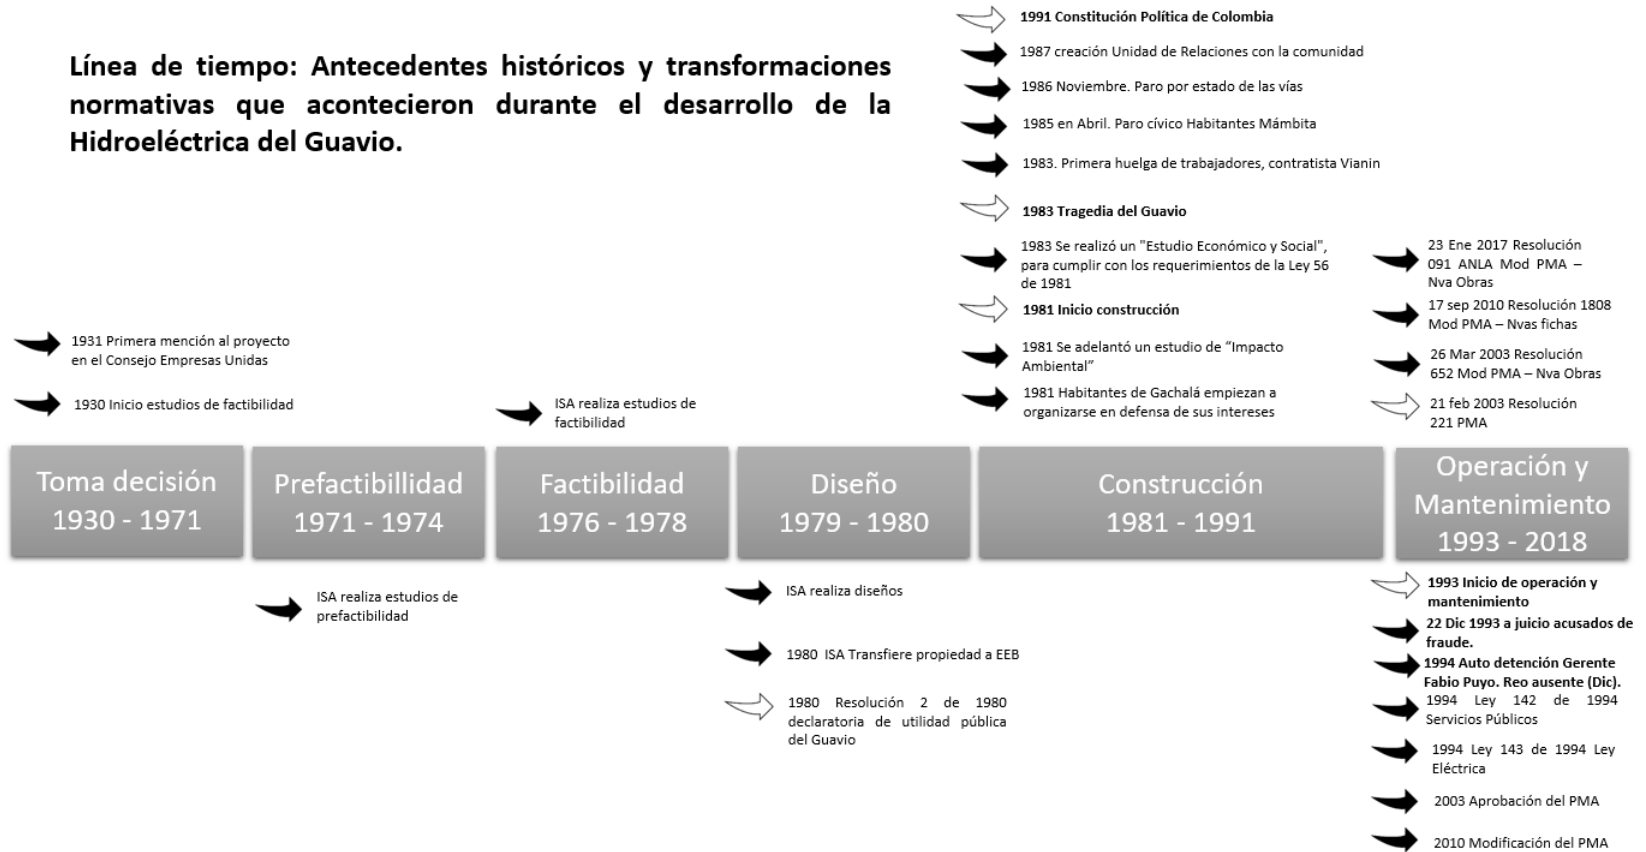 Línea de tiempo: Antecedentes históricos y transformaciones
normativas que acontecieron durante el desarrollo de la
Hidroeléctrica del Guavio.
1931 Primera mención al proyecto
en el Consejo Empresas Unidas
1930 Inicio estudios de factibilidad
ISA realiza estudios de
factibilidad
1991 Constitución Política de Colombia
1987 creación Unidad de Relaciones con la comunidad
1986 Noviembre. Paro por estado de las vías
1985 en Abril. Paro cívico Habitantes Mámbita
1983. Primera huelga de trabajadores, contratista Vianin
1983 Tragedia del Guavio
1983 Se realizó un "Estudio Económico y Social",
para cumplir con los requerimientos de la Ley 56
de 1981
1981 Inicio construcción
1981 Se adelantó un estudio de “Impacto
Ambiental”
1981 Habitantes de Gachalá empiezan a
organizarse en defensa de sus intereses
23 Ene 2017 Resolución
091 ANLA Mod PMA –
Nva Obras
17 sep 2010 Resolución 1808
Mod PMA – Nvas fichas
26 Mar 2003 Resolución
652 Mod PMA – Nva Obras
21 feb 2003 Resolución
221 PMA
Toma decisión
1930 - 1971
Prefactibillidad
1971 - 1974
Factibilidad
1976 - 1978
Diseño
1979 - 1980
Construcción
1981 - 1991
Operación y
Mantenimiento
1993 - 2018
ISA realiza estudios de
prefactibilidad
ISA realiza diseños
1980 ISA Transfiere propiedad a EEB
1980 Resolución 2 de 1980
declaratoria de utilidad pública
del Guavio
1993 Inicio de operación y
mantenimiento
22 Dic 1993 a juicio acusados de
fraude.
1994 Auto detención Gerente
Fabio Puyo. Reo ausente (Dic).
1994 Ley 142 de 1994
Servicios Públicos
1994 Ley 143 de 1994 Ley
Eléctrica
2003 Aprobación del PMA
2010 Modificación del PMA